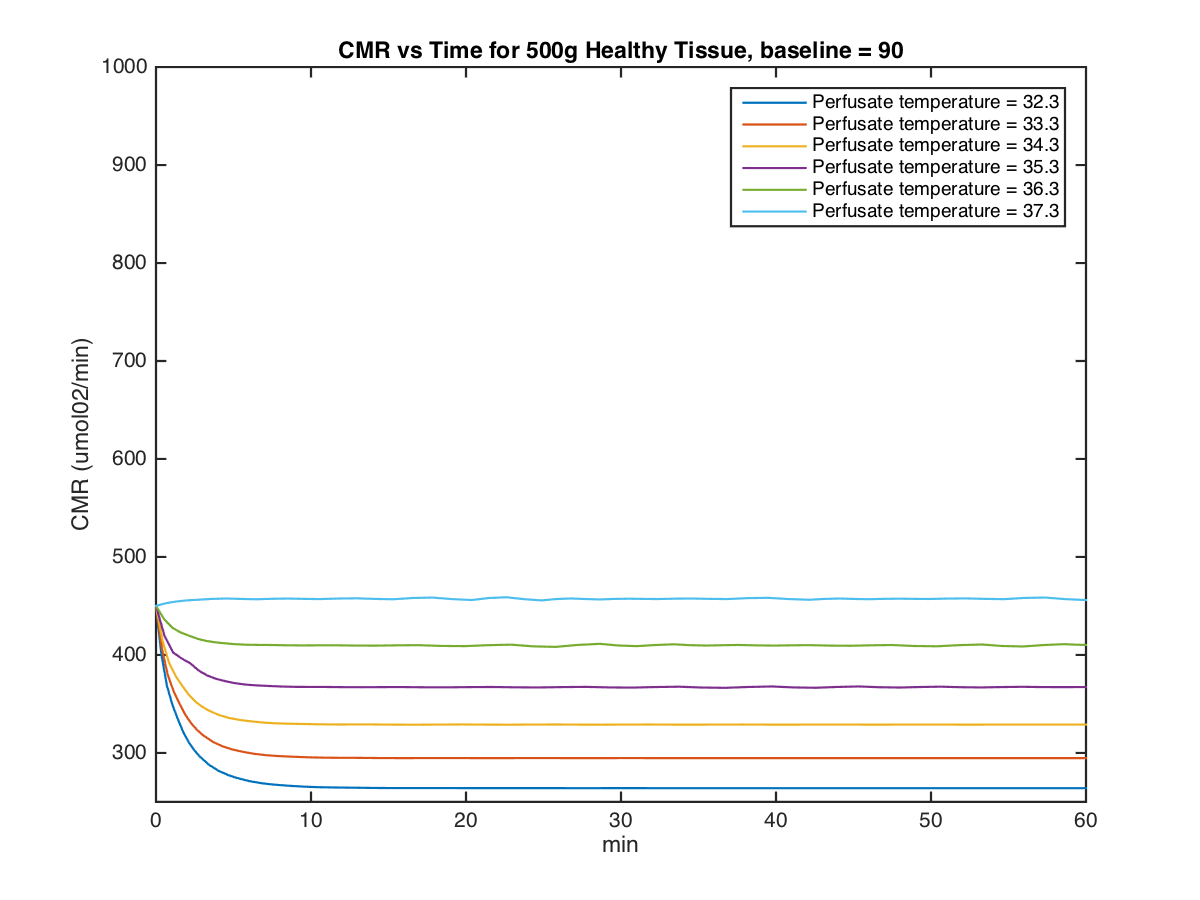 CMR vs Time for 500g Healthy Tissue, baseline = 90
1000
900
800
700
600
500
400
300
CMR (umol02/min)
Perfusate temperature = 32.3
Perfusate temperature = 33.3
Perfusate temperature = 34.3
Perfusate temperature = 35.3
Perfusate temperature = 36.3
Perfusate temperature = 37.3
0 10 20 30 40 50 60
min